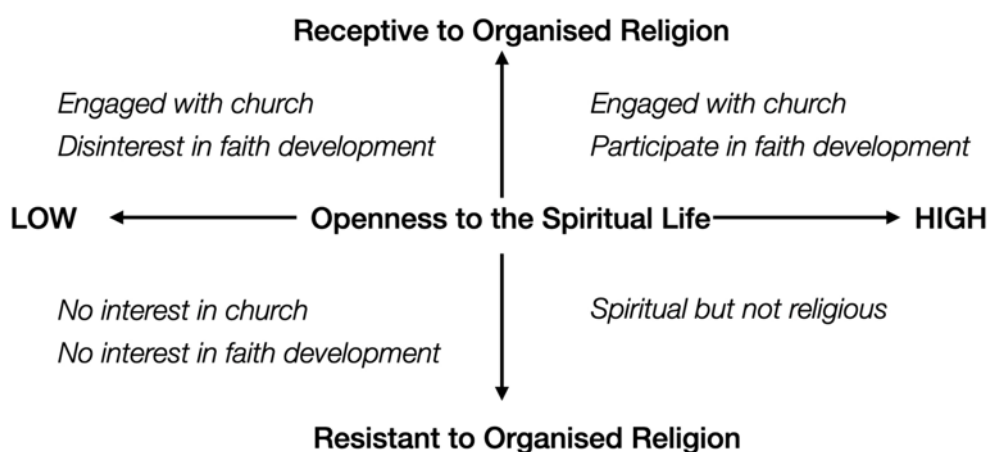 Receptive to Organised Religion
Engaged with church
Disinterest in faith development
Engaged with church
Participate in faith development
LOW
Openness to the Spiritual Life
HIGH
No interest in church
No interest in faith development
Spiritual but not religious
Resistant to Organised Religion